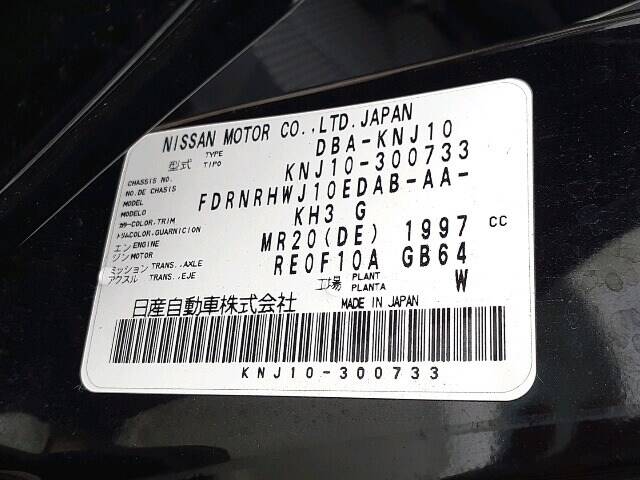 NISSAN MOTOR CO.,LTD.JAPAN
型式 TYPE TIPO DBA-KNJ10
CHASSIS NO. NO.DE CHASIS KNJ10-300733
MODEL MODELO FDRNRHWJ10EDAB-AA-
カラー COLOR,TRIM トリム COLOR,GUARNICION KH3 G
エンジン ENGINE MOTOR MR20(DE) 1997 CC
ミッション TRANS.,AXLE アクスル TRANS.,EJE RE0F10A GB64
工場 PLANT PLANTA W
日産自動車株式会社 MADE IN JAPAN
KNJ10-300733